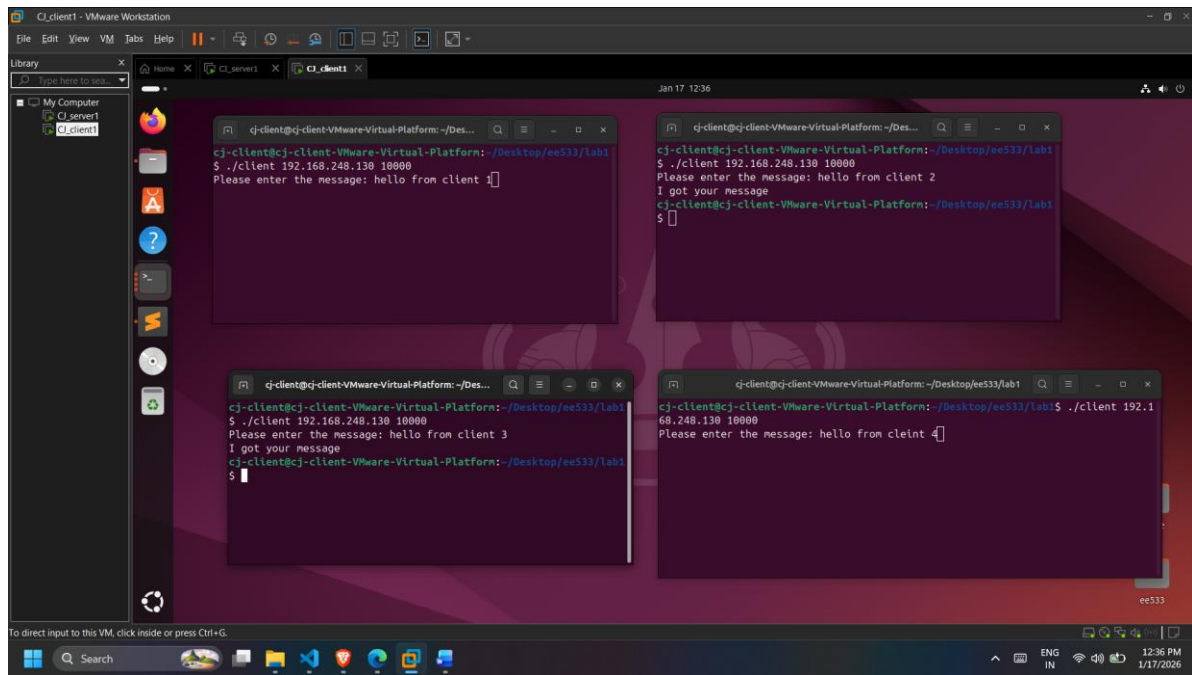 CJ_client1 - VMware Workstation
File Edit View VM Tabs Help
Library
Type here to sea...
My Computer
CJ_server1
CJ_client1
Home
CJ_server1
CJ_client1
Jan 17 12:36
cj-client@cj-client-VMware-Virtual-Platform: ~/Des...
cj-client@cj-client-VMware-Virtual-Platform:~/Desktop/ee533/lab1
$ ./client 192.168.248.130 10000
Please enter the message: hello from client 1
cj-client@cj-client-VMware-Virtual-Platform: ~/Des...
cj-client@cj-client-VMware-Virtual-Platform:~/Desktop/ee533/lab1
$ ./client 192.168.248.130 10000
Please enter the message: hello from client 2
I got your message
cj-client@cj-client-VMware-Virtual-Platform:~/Desktop/ee533/lab1
$
cj-client@cj-client-VMware-Virtual-Platform: ~/Des...
cj-client@cj-client-VMware-Virtual-Platform:~/Desktop/ee533/lab1
$ ./client 192.168.248.130 10000
Please enter the message: hello from client 3
I got your message
cj-client@cj-client-VMware-Virtual-Platform:~/Desktop/ee533/lab1
$
cj-client@cj-client-VMware-Virtual-Platform: ~/Desktop/ee533/lab1
cj-client@cj-client-VMware-Virtual-Platform:~/Desktop/ee533/lab1$ ./client 192.1
68.248.130 10000
Please enter the message: hello from cleint 4
ee533
To direct input to this VM, click inside or press Ctrl+G.
Search
ENG
IN
12:36 PM
1/17/2026